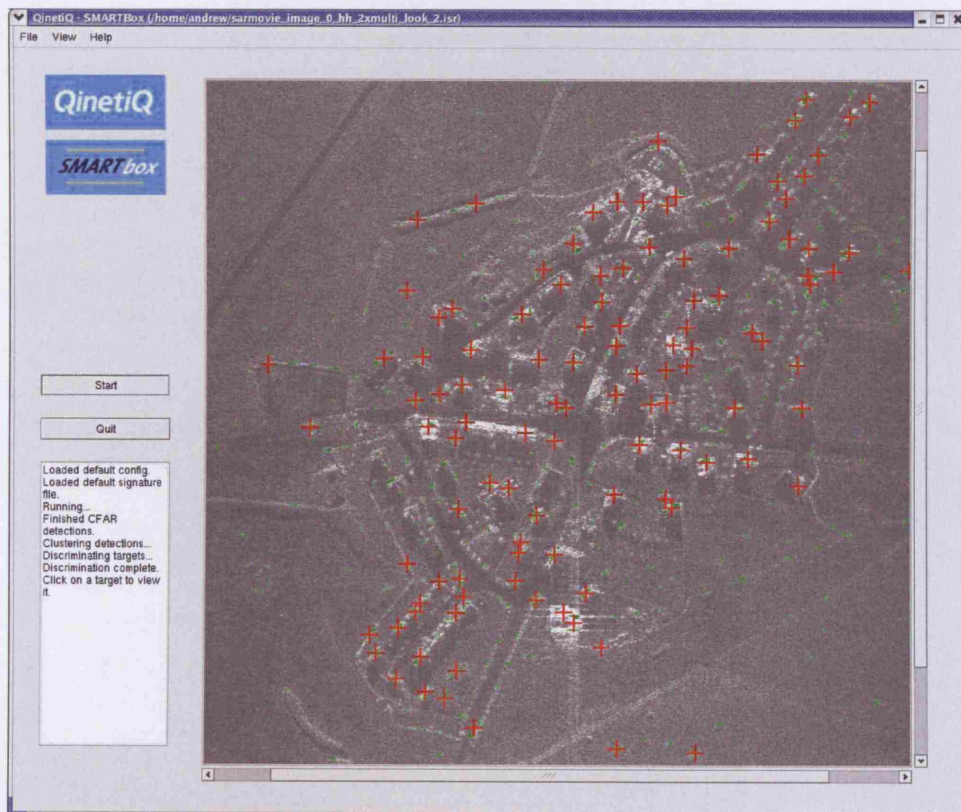 QinetiQ - SMARTBox (/home/andrew/sarmovie_image_0_hh_2xmulti_look_2.isr)
File View Help
QinetiQ
SMARTbox
Start
Quit
Loaded default config.
Loaded default signature
file.
Running...
Finished CFAR
detections.
Clustering detections...
Discriminating targets...
Discrimination complete.
Click on a target to view
it.